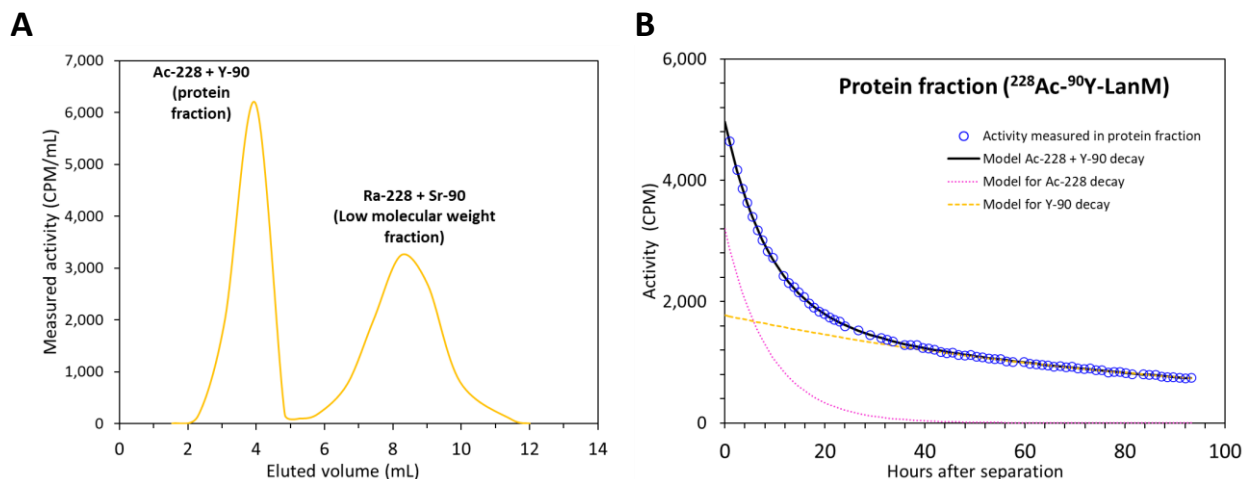 A
7,000
6,000
5,000
4,000
3,000
2,000
1,000
0
Measured activity (CPM/mL)
Ac-228 + Y-90
(protein
fraction)
Ra-228 + Sr-90
(Low molecular weight
fraction)
0 2 4 6 8 10 12 14
Eluted volume (mL)
B
6,000
4,000
2,000
0
Activity (CPM)
Protein fraction (²²⁸Ac-⁹⁰Y-LanM)
Activity measured in protein fraction
Model Ac-228 + Y-90 decay
Model for Ac-228 decay
Model for Y-90 decay
0 20 40 60 80 100
Hours after separation